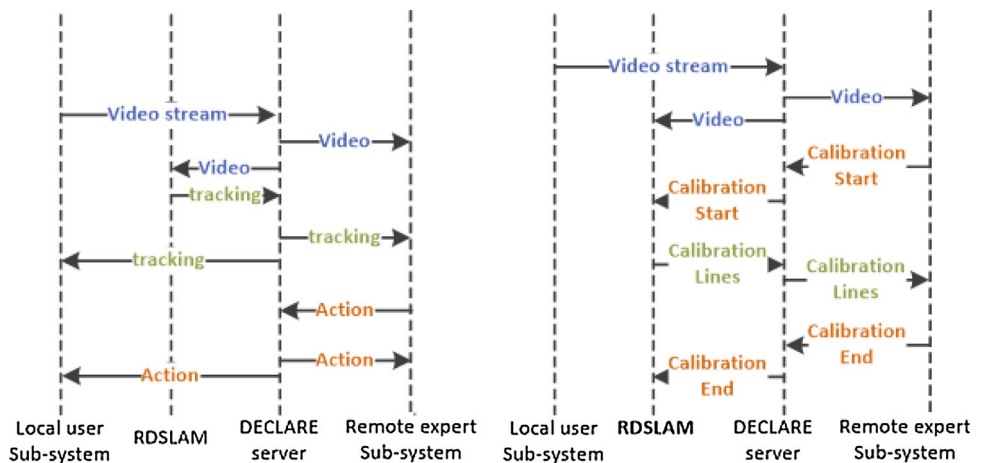 Video stream
Video
Video
tracking
tracking
tracking
Action
Action
Action
Local user
Sub-system
RDSLAM
DECLARE
server
Remote expert
Sub-system
Video stream
Video
Video
Calibration
Start
Calibration
Start
Calibration
Lines
Calibration
Lines
Calibration
End
Calibration
End
Local user
Sub-system
RDSLAM
DECLARE
server
Remote expert
Sub-system